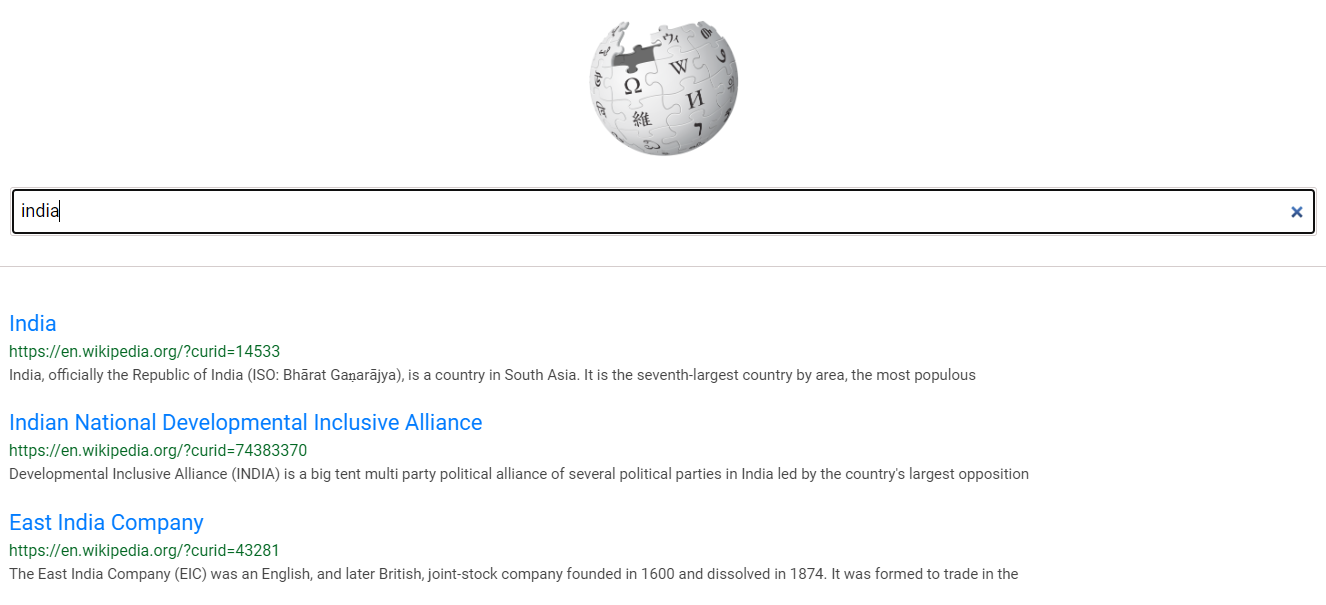 Ω W И 維 7 ウィ
india
×
India
https://en.wikipedia.org/?curid=14533
India, officially the Republic of India (ISO: Bhārat Gaṇarājya), is a country in South Asia. It is the seventh-largest country by area, the most populous
Indian National Developmental Inclusive Alliance
https://en.wikipedia.org/?curid=74383370
Developmental Inclusive Alliance (INDIA) is a big tent multi party political alliance of several political parties in India led by the country's largest opposition
East India Company
https://en.wikipedia.org/?curid=43281
The East India Company (EIC) was an English, and later British, joint-stock company founded in 1600 and dissolved in 1874. It was formed to trade in the